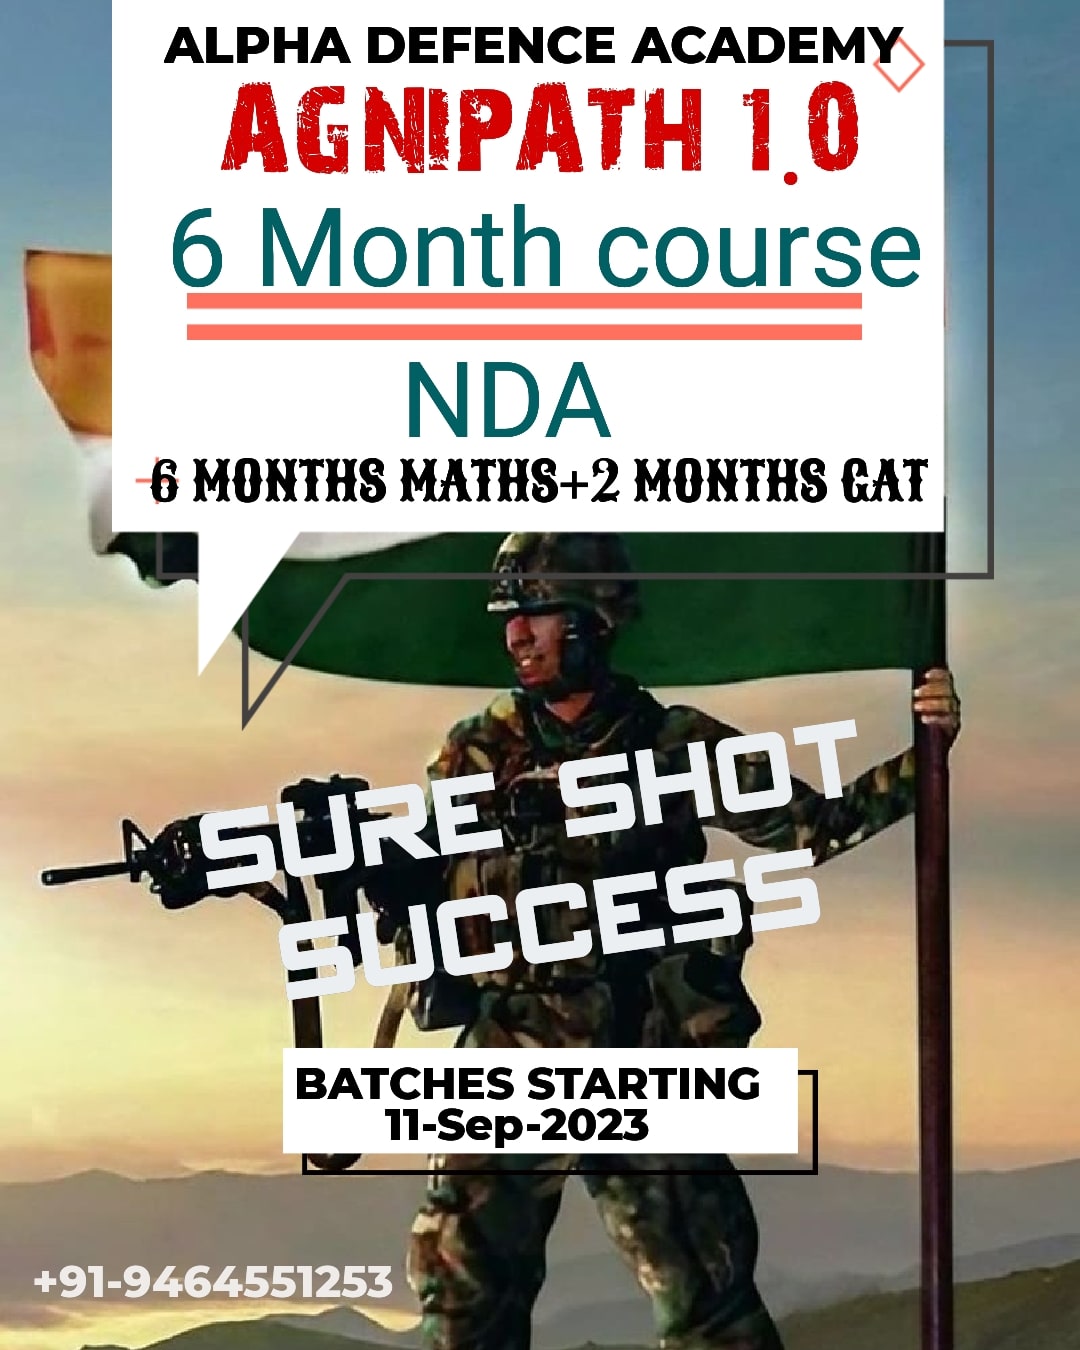 ALPHA DEFENCE ACADEMY
AGNIPATH 1.0
6 Month course
NDA
6 MONTHS MATHS+2 MONTHS GAT
SURE SHOT
SUCCESS
BATCHES STARTING
11-Sep-2023
+91-9464551253